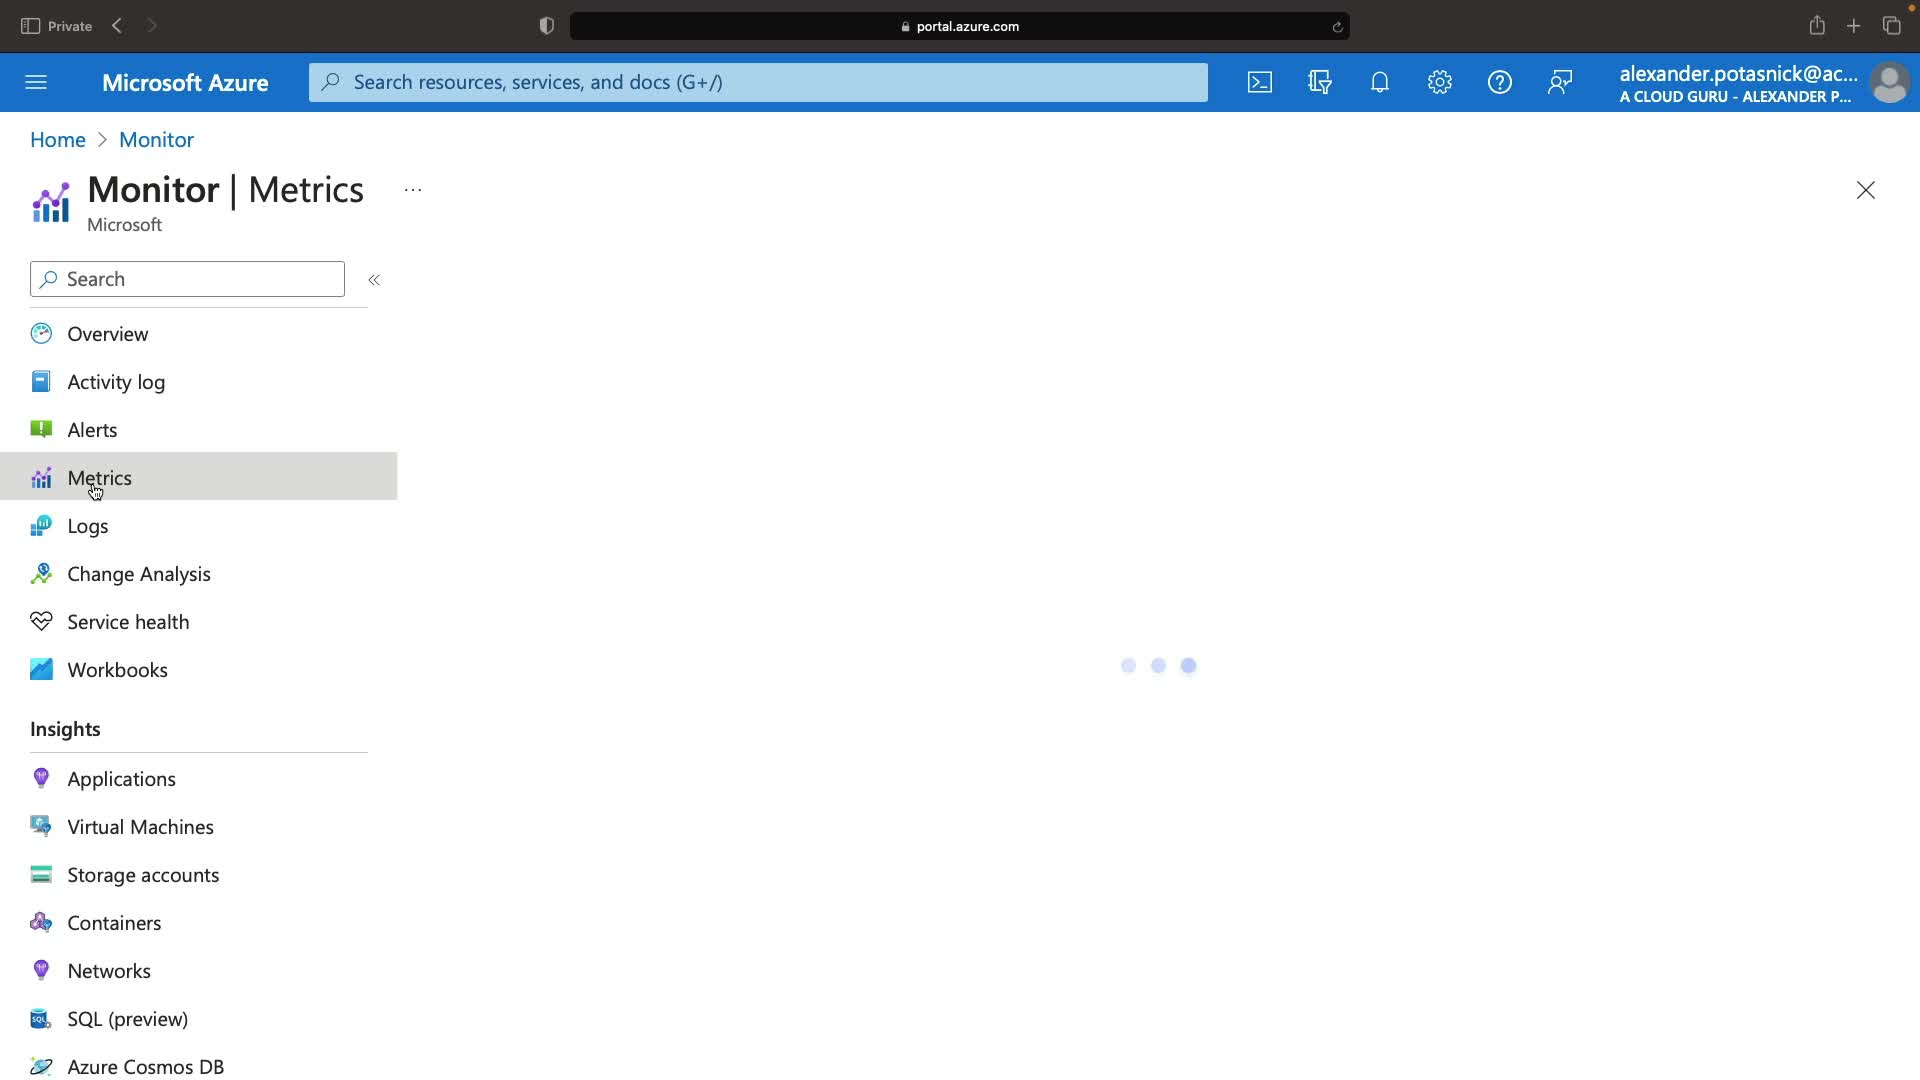 Private
portal.azure.com
Microsoft Azure
Search resources, services, and docs (G+/)
alexander.potasnick@ac...
A CLOUD GURU - ALEXANDER P...
Home > Monitor
Monitor | Metrics ...
Microsoft
Search «
Overview
Activity log
Alerts
Metrics
Logs
Change Analysis
Service health
Workbooks
Insights
Applications
Virtual Machines
Storage accounts
Containers
Networks
SQL (preview)
Azure Cosmos DB